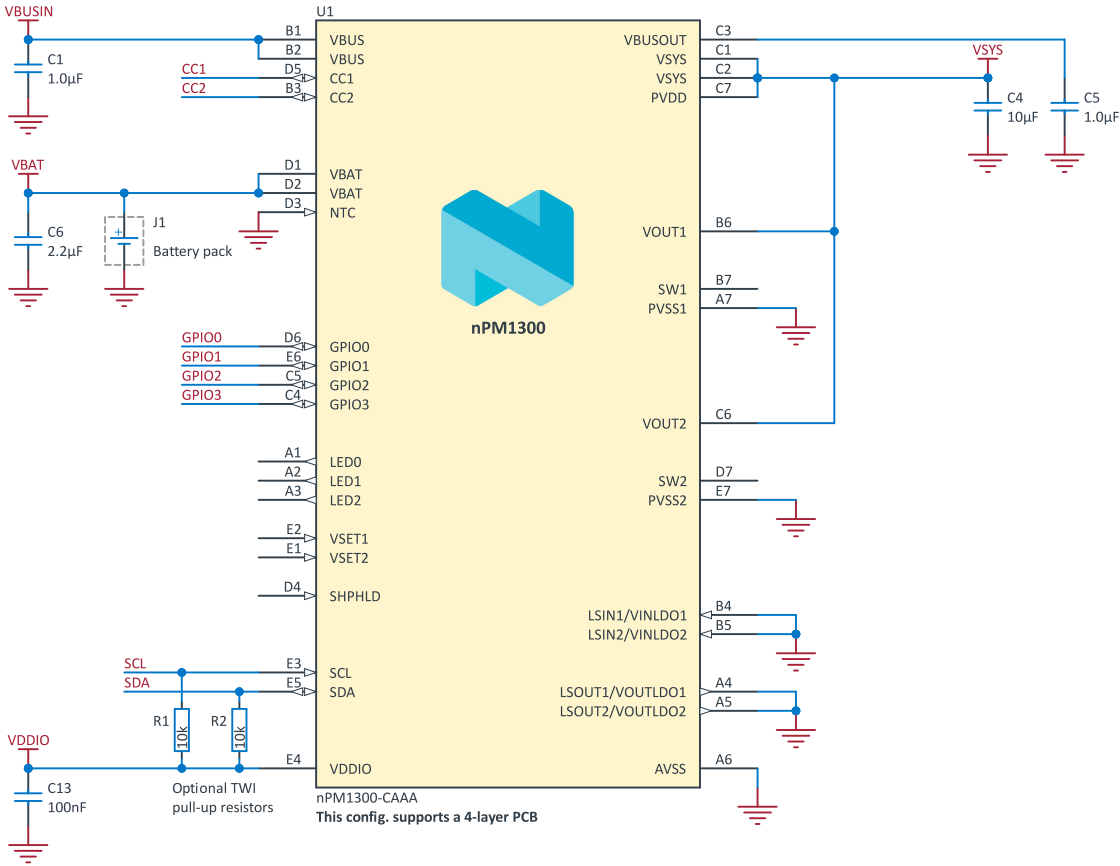 U1
VBUSIN
B1
VBUS
B2
VBUS
C1
1.0µF
CC1
D5
CC1
CC2
B3
CC2
VBUSOUT
C3
VSYS
C1
VSYS
C2
PVDD
C7
VSYS
C4
10µF
C5
1.0µF
VBAT
D1
VBAT
D2
VBAT
D3
NTC
C6
2.2µF
J1
+
Battery pack
nPM1300
VOUT1
B6
SW1
B7
PVSS1
A7
GPIO0
D6
GPIO0
GPIO1
E6
GPIO1
GPIO2
C5
GPIO2
GPIO3
C4
GPIO3
VOUT2
C6
SW2
D7
PVSS2
E7
A1
LED0
A2
LED1
A3
LED2
E2
VSET1
E1
VSET2
D4
SHPHLD
LSIN1/VINLDO1
B4
LSIN2/VINLDO2
B5
SCL
E3
SCL
SDA
E5
SDA
LSOUT1/VOUTLDO1
A4
LSOUT2/VOUTLDO2
A5
R1
10k
R2
10k
VDDIO
E4
VDDIO
AVSS
A6
C13
100nF
Optional TWI
pull-up resistors
nPM1300-CAAA
This config. supports a 4-layer PCB